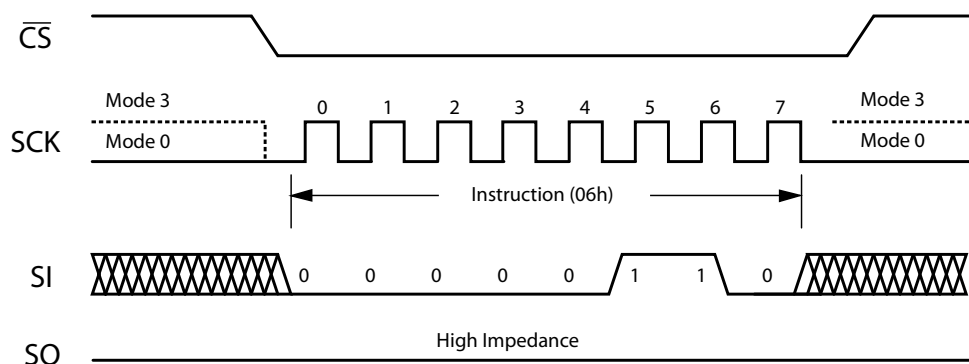 CS
0 1 2 3 4 5 6 7
Mode 3 Mode 3
SCK
Mode 0 Mode 0
Instruction (06h)
SI 0 0 0 0 0 1 1 0
High Impedance
SO